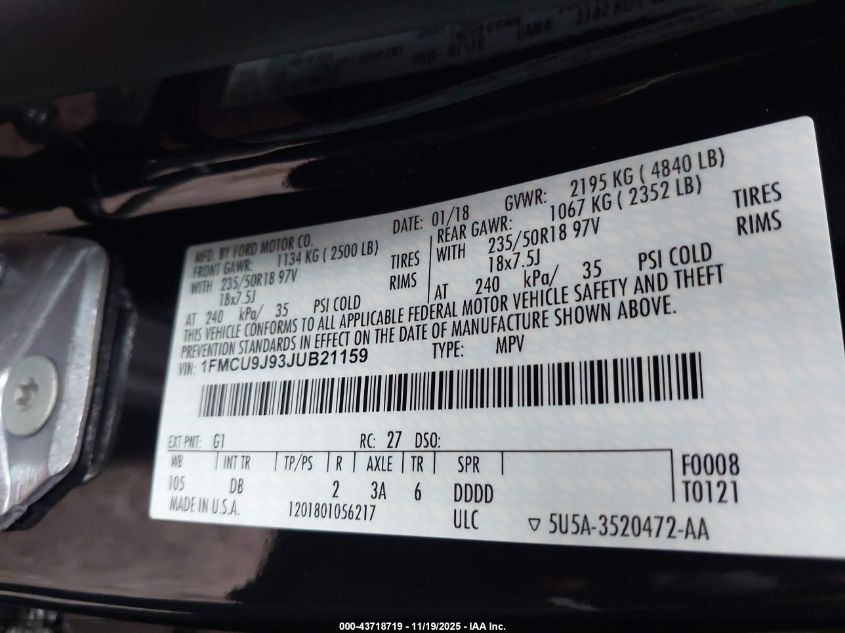 MFD. BY FORD MOTOR CO. DATE: 01/18 GVWR: 2195 KG ( 4840 LB)
FRONT GAWR: 1134 KG ( 2500 LB) REAR GAWR: 1067 KG ( 2352 LB)
WITH 235/50R18 97V TIRES WITH 235/50R18 97V TIRES
18x7.5J RIMS 18x7.5J RIMS
AT 240 kPa/ 35 PSI COLD AT 240 kPa/ 35 PSI COLD
THIS VEHICLE CONFORMS TO ALL APPLICABLE FEDERAL MOTOR VEHICLE SAFETY AND THEFT
PREVENTION STANDARDS IN EFFECT ON THE DATE OF MANUFACTURE SHOWN ABOVE.
VIN: 1FMCU9J93JUB21159 TYPE: MPV
EXT PNT: G1 RC: 27 DSO:
WB INT TR TP/PS R AXLE TR SPR F0008
105 DB 2 3A 6 DDDD T0121
MADE IN U.S.A. 1201801056217 ULC ▽ 5U5A-3520472-AA
000-43718719 - 11/19/2025 - IAA Inc.